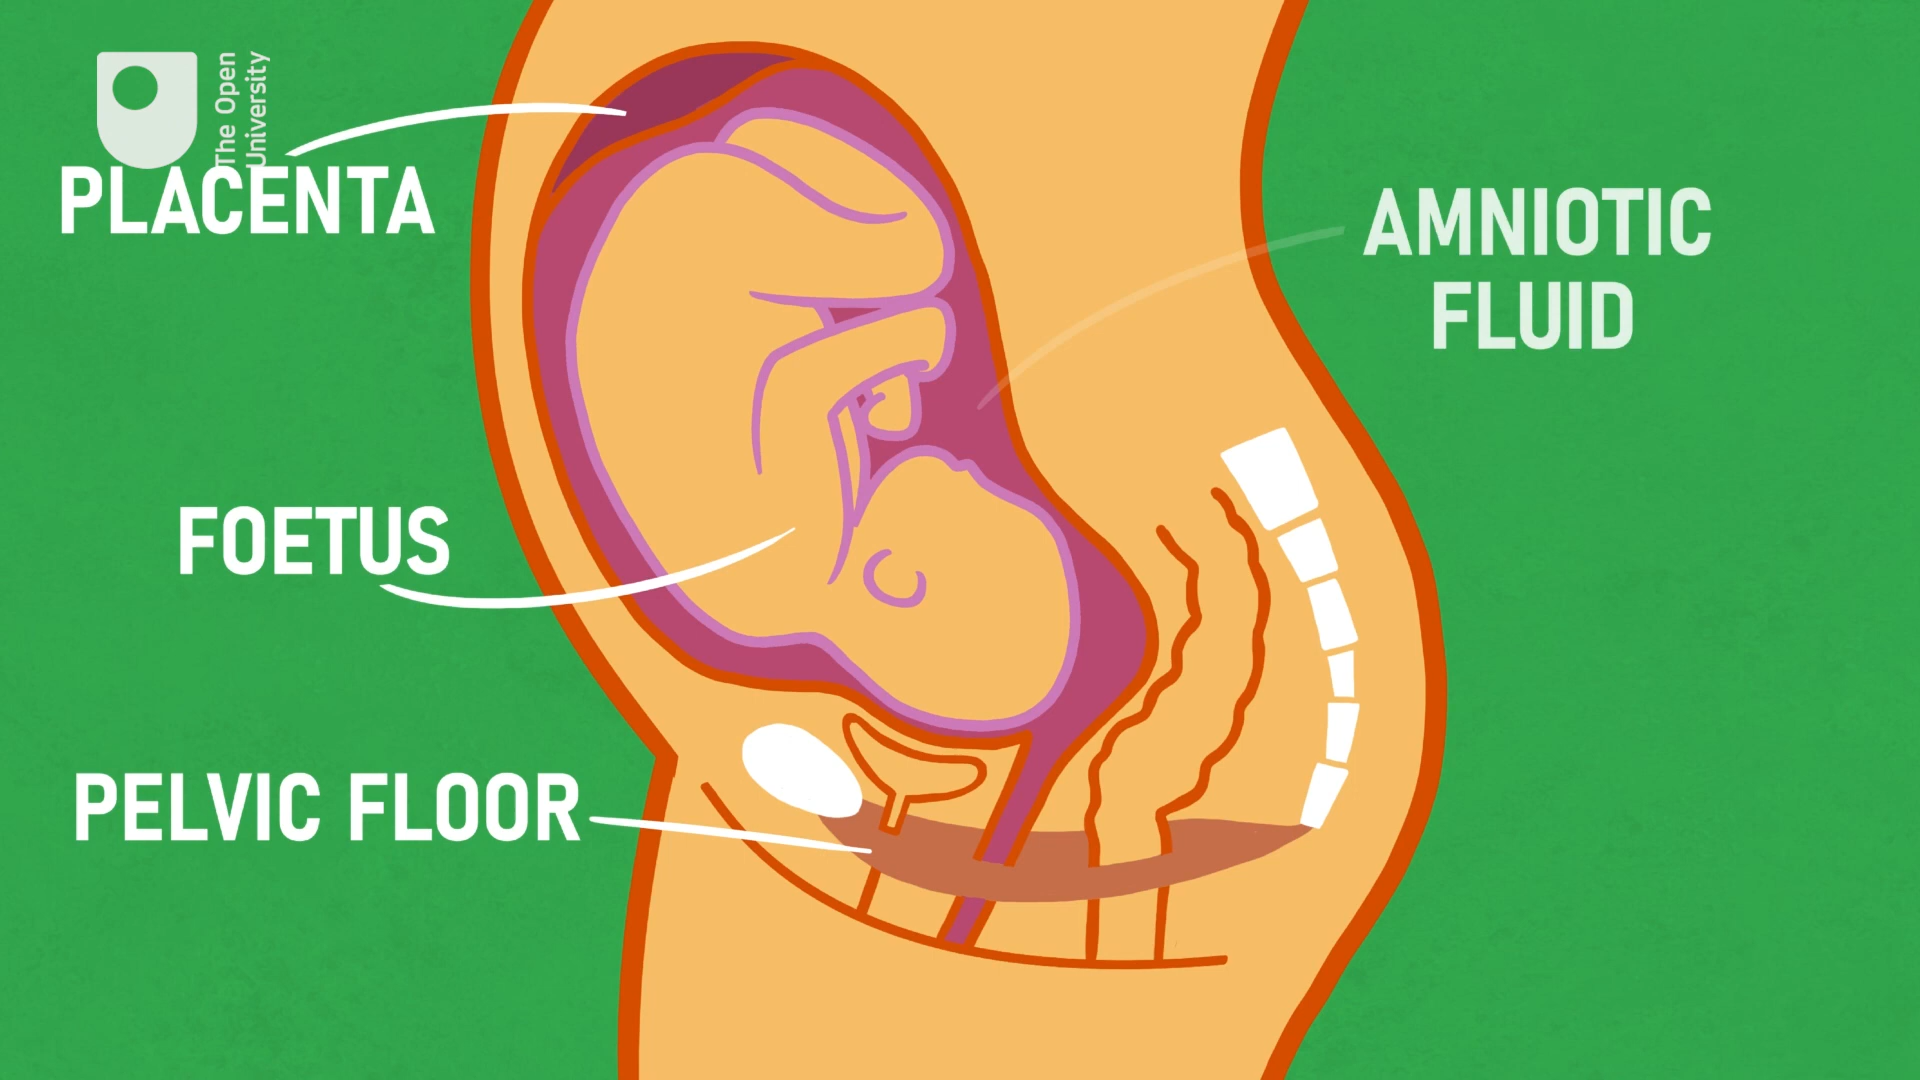 The Open
University
PLACENTA
AMNIOTIC
FLUID
FOETUS
PELVIC FLOOR